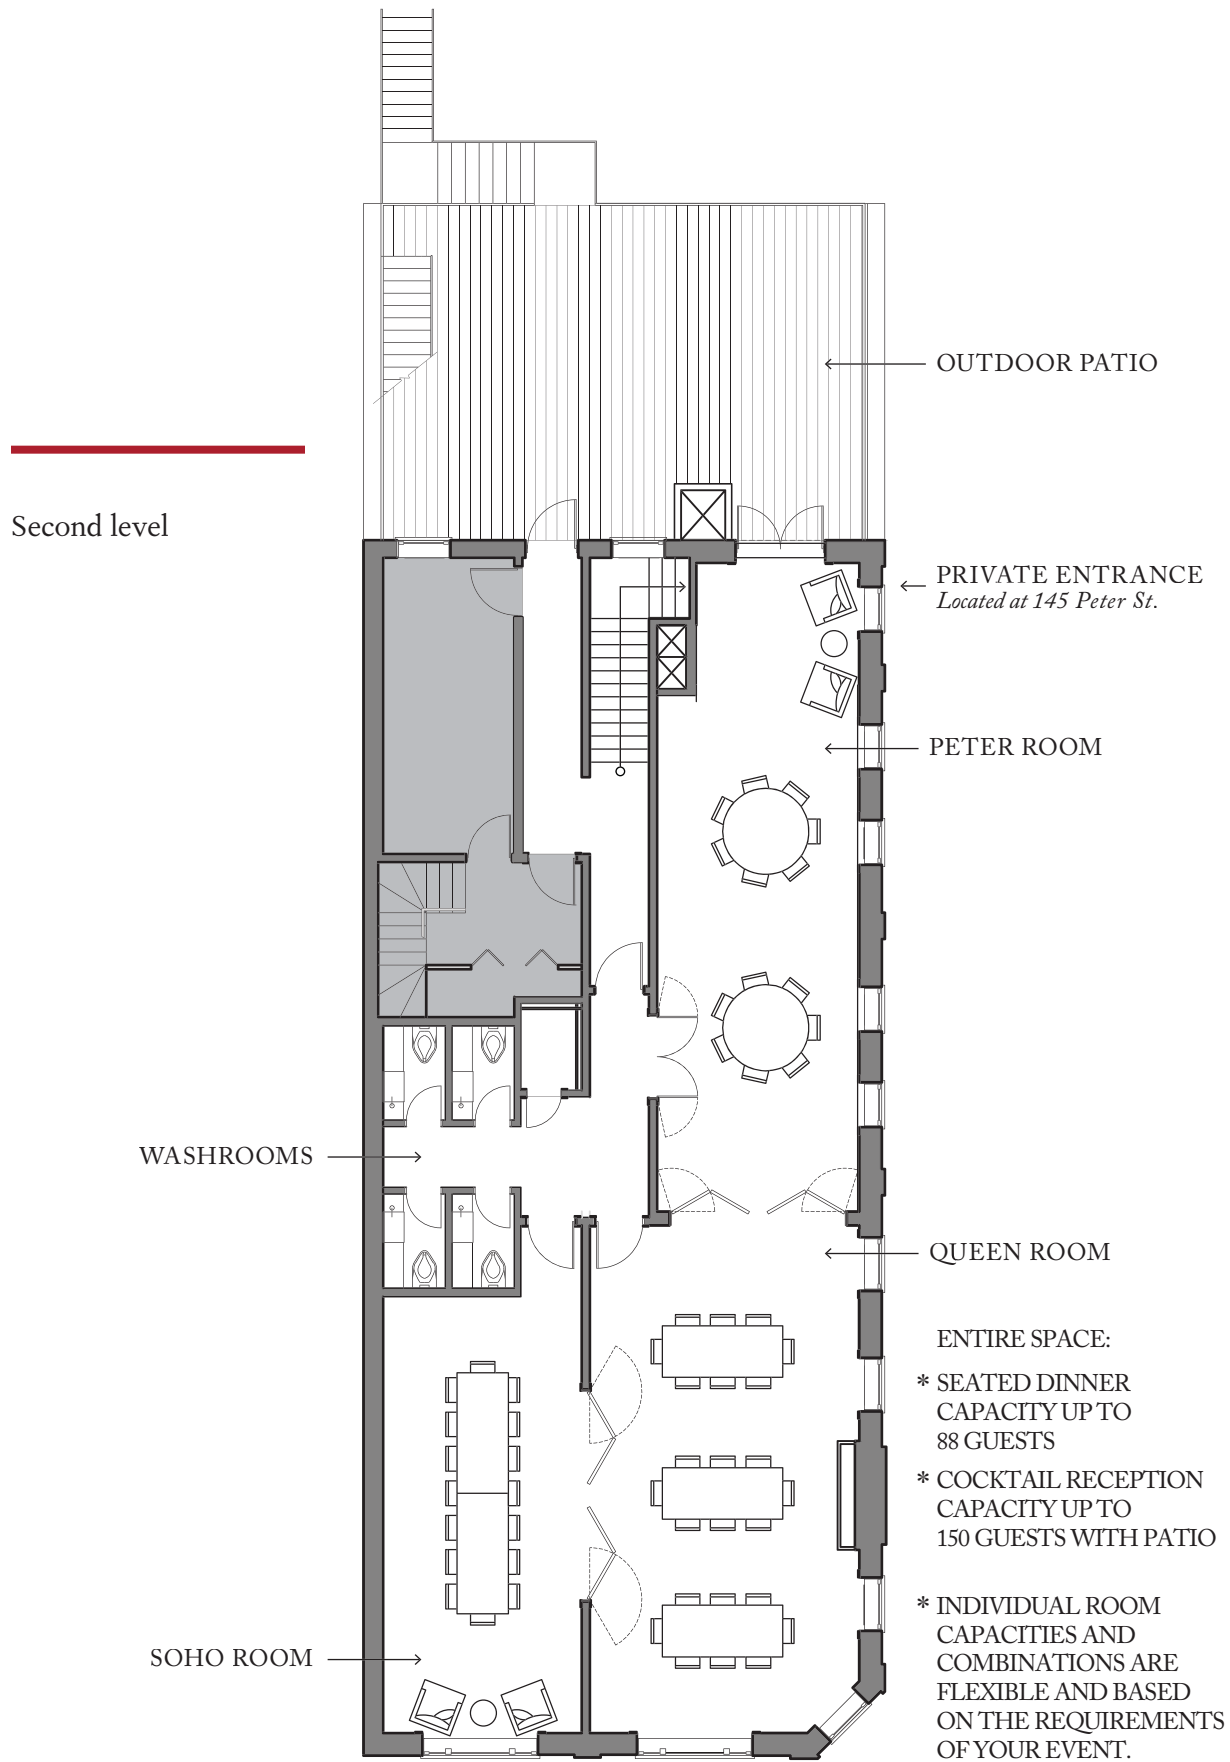 OUTDOOR PATIO
Second level
PRIVATE ENTRANCE
Located at 145 Peter St.
PETER ROOM
WASHROOMS
QUEEN ROOM
ENTIRE SPACE:
* SEATED DINNER
CAPACITY UP TO
88 GUESTS
* COCKTAIL RECEPTION
CAPACITY UP TO
150 GUESTS WITH PATIO
* INDIVIDUAL ROOM
CAPACITIES AND
COMBINATIONS ARE
FLEXIBLE AND BASED
ON THE REQUIREMENTS
OF YOUR EVENT.
SOHO ROOM